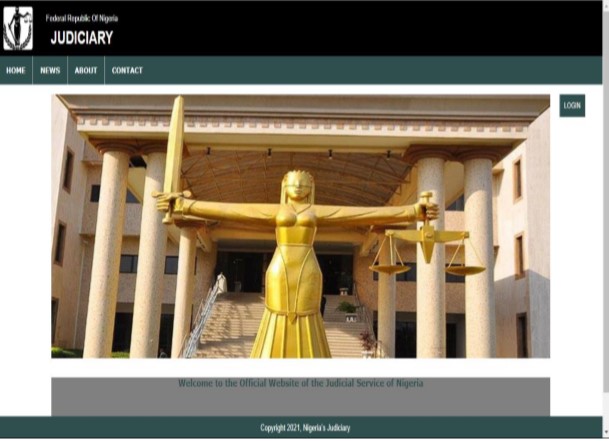 Federal Republic Of Nigeria
JUDICIARY
HOME NEWS ABOUT CONTACT
LOGIN
Welcome to the Official Website of the Judicial Service of Nigeria
Copyright 2021, Nigeria's Judiciary